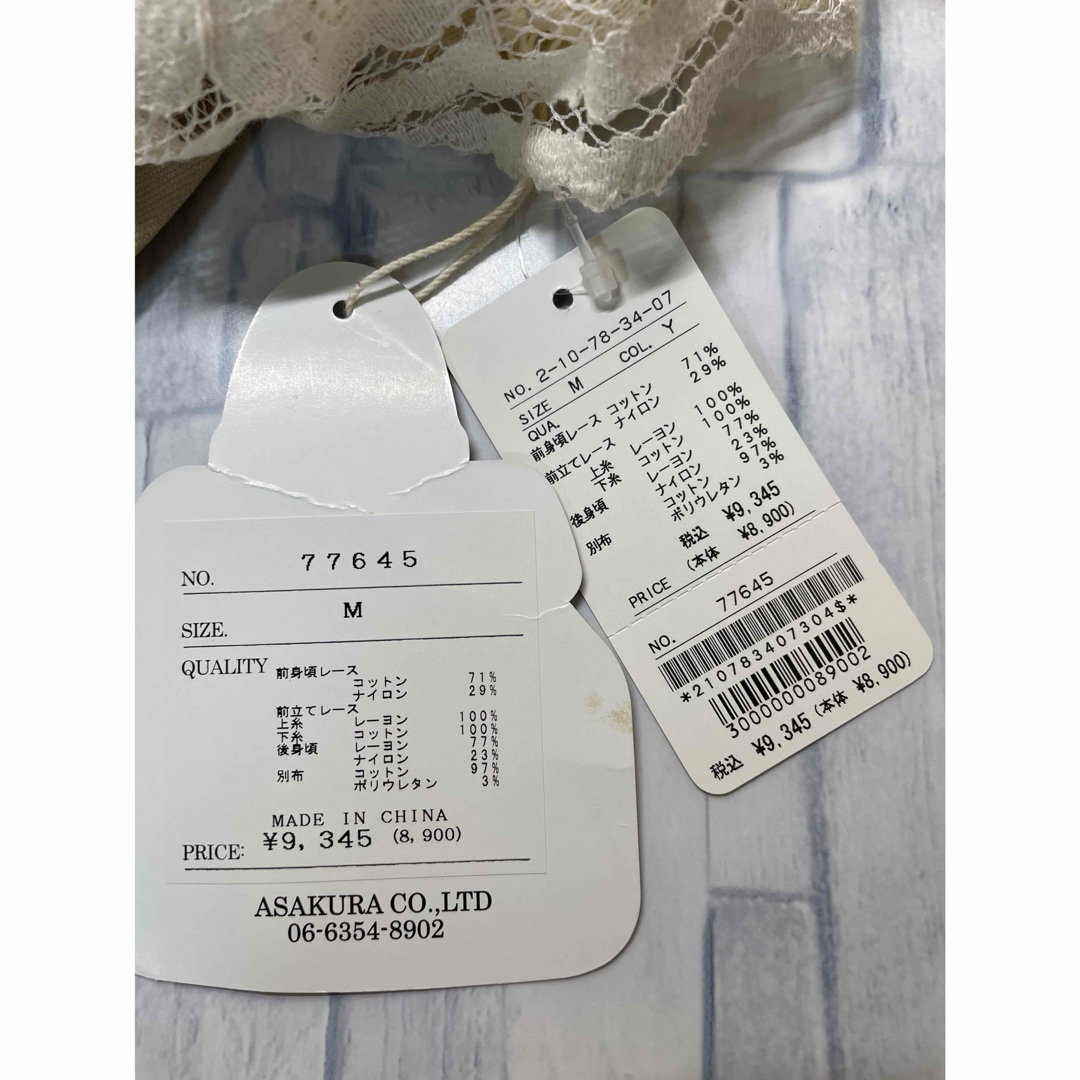 NO. 77645
SIZE. M
QUALITY 前身頃レース
コットン 71%
ナイロン 29%
前立てレース
上糸 レーヨン 100%
下糸 コットン 100%
後身頃 レーヨン 77%
ナイロン 23%
別布 コットン 97%
ポリウレタン 3%
MADE IN CHINA
PRICE: ¥9,345 (8,900)
ASAKURA CO.,LTD
06-6354-8902
NO. 2-10-78-34-07
SIZE M COL. Y
QUA.
前身頃レース コットン 71%
ナイロン 29%
前立てレース
上糸 レーヨン 100%
下糸 コットン 100%
後身頃 レーヨン 77%
ナイロン 23%
別布 コットン 97%
ポリウレタン 3%
税込 ¥9,345
PRICE (本体 ¥8,900)
NO. 77645
*210783407304$*
3000000089002
税込 ¥9,345 (本体 ¥8,900)